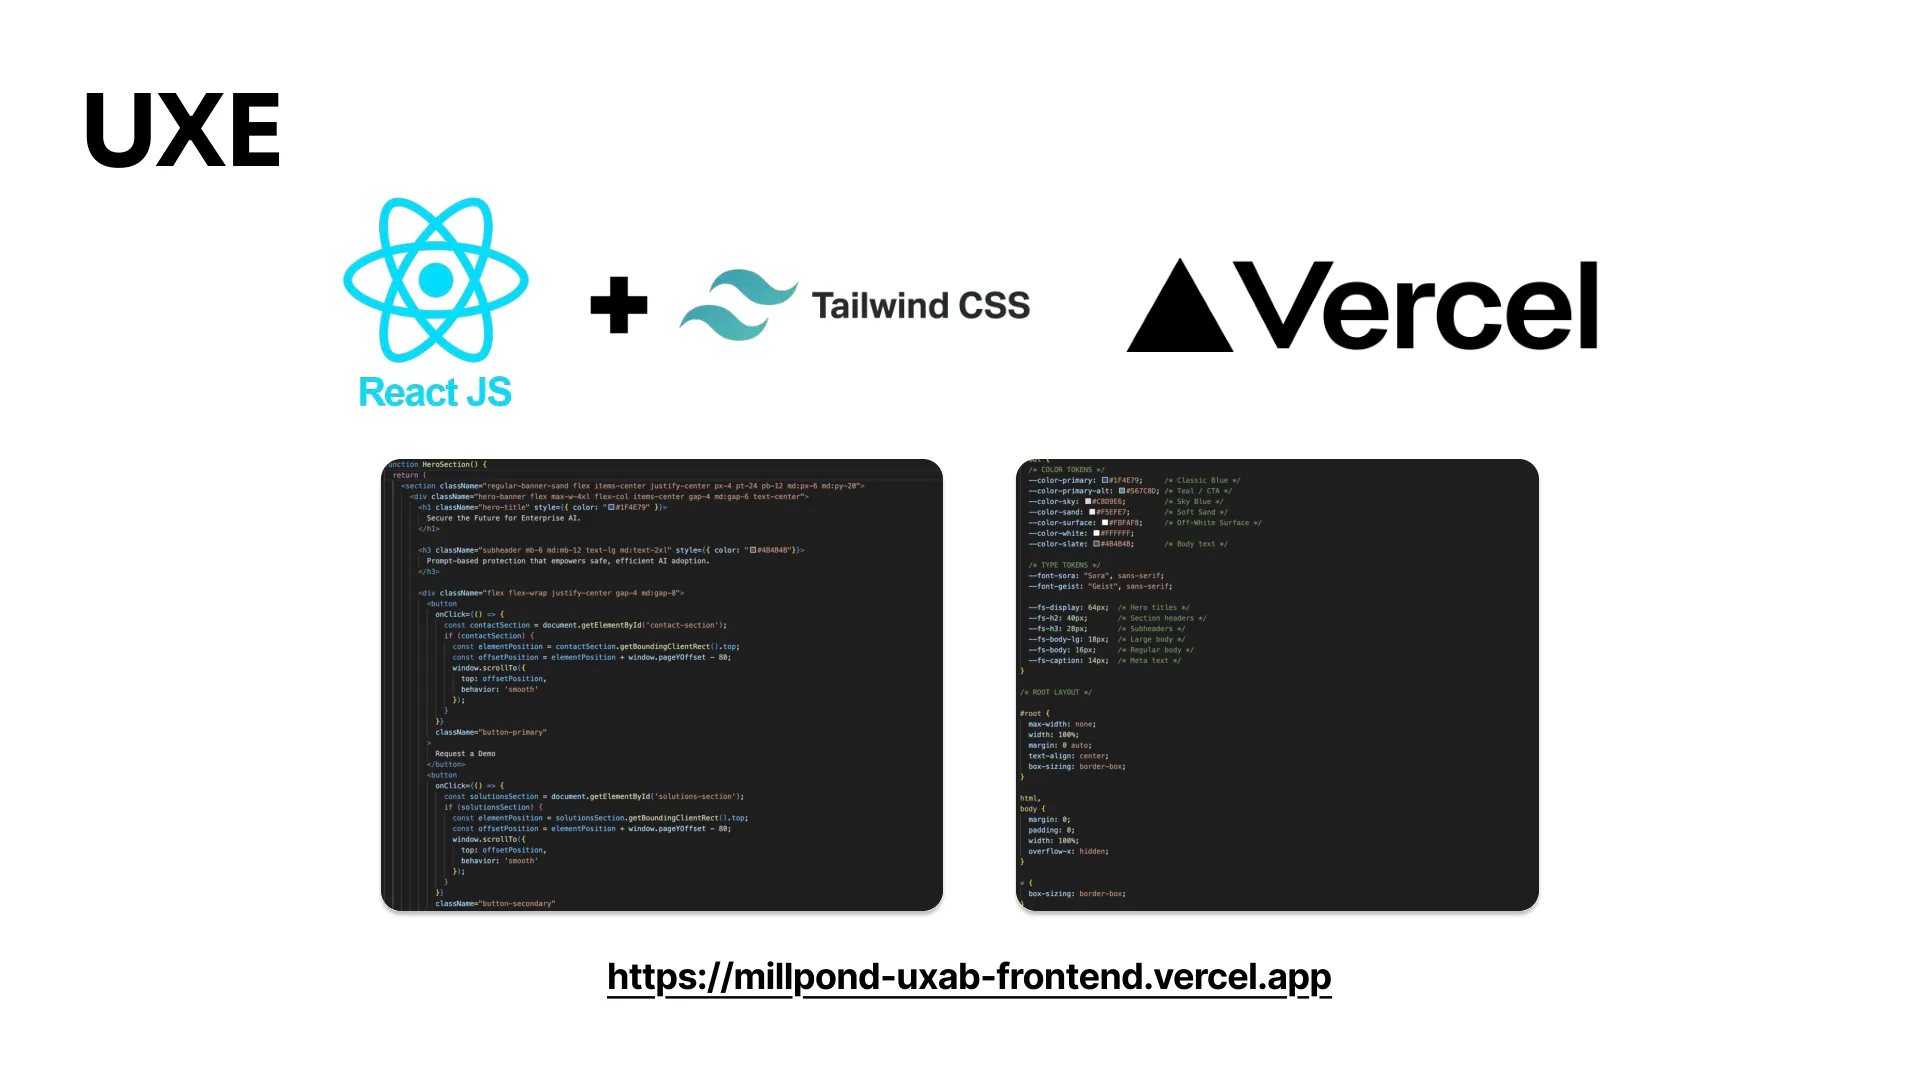 UXE
React JS
Tailwind CSS
Vercel
function HeroSection() {
return (
<section className="regular-banner-sand flex items-center justify-center px-4 pt-24 pb-12 md:px-6 md:py-20">
<div className="hero-banner flex max-w-4xl flex-col items-center gap-4 md:gap-6 text-center">
<h1 className="hero-title" style={{ color: "#1F4E79" }}>
Secure the Future for Enterprise AI.
</h1>
<h3 className="subheader mb-6 md:mb-12 text-lg md:text-2xl" style={{ color: "#4B4B4B"}}>
Prompt-based protection that empowers safe, efficient AI adoption.
</h3>
<div className="flex flex-wrap justify-center gap-4 md:gap-8">
<button
onClick={() => {
const contactSection = document.getElementById('contact-section');
if (contactSection) {
const elementPosition = contactSection.getBoundingClientRect().top;
const offsetPosition = elementPosition + window.pageYOffset - 80;
window.scrollTo({
top: offsetPosition,
behavior: 'smooth'
});
}
}}
className="button-primary"
>
Request a Demo
</button>
<button
onClick={() => {
const solutionsSection = document.getElementById('solutions-section');
if (solutionsSection) {
const elementPosition = solutionsSection.getBoundingClientRect().top;
const offsetPosition = elementPosition + window.pageYOffset - 80;
window.scrollTo({
top: offsetPosition,
behavior: 'smooth'
});
}
}}
className="button-secondary"
/* COLOR TOKENS */
--color-primary: #1F4E79; /* Classic Blue */
--color-primary-alt: #567C8D; /* Teal / CTA */
--color-sky: #C8D9E6; /* Sky Blue */
--color-sand: #F5EFE7; /* Soft Sand */
--color-surface: #FBFAF8; /* Off-White Surface */
--color-white: #FFFFFF;
--color-slate: #4B4B4B; /* Body text */
/* TYPE TOKENS */
--font-sora: "Sora", sans-serif;
--font-geist: "Geist", sans-serif;
--fs-display: 64px; /* Hero titles */
--fs-h2: 40px; /* Section headers */
--fs-h3: 28px; /* Subheaders */
--fs-body-lg: 18px; /* Large body */
--fs-body: 16px; /* Regular body */
--fs-caption: 14px; /* Meta text */
}
/* ROOT LAYOUT */
#root {
max-width: none;
width: 100%;
margin: 0 auto;
text-align: center;
box-sizing: border-box;
}
html,
body {
margin: 0;
padding: 0;
width: 100%;
overflow-x: hidden;
}
* {
box-sizing: border-box;
}
https://millpond-uxab-frontend.vercel.app